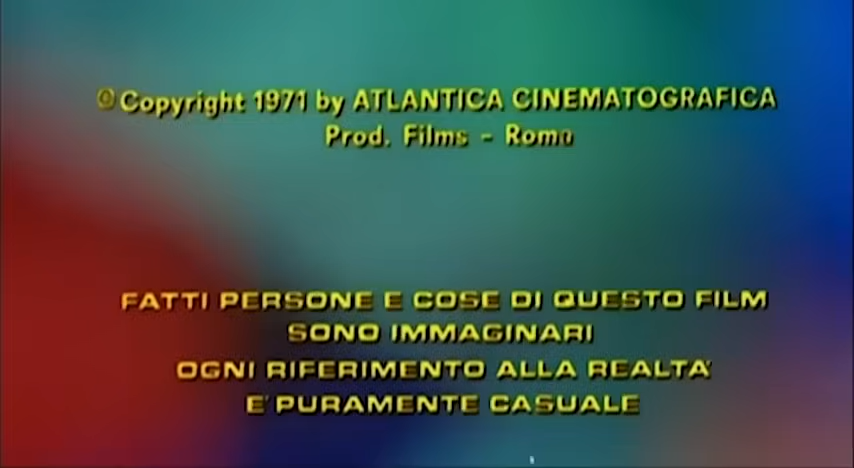 ©Copyright 1971 by ATLANTICA CINEMATOGRAFICA
Prod. Films - Roma
FATTI PERSONE E COSE DI QUESTO FILM
SONO IMMAGINARI
OGNI RIFERIMENTO ALLA REALTA'
E' PURAMENTE CASUALE